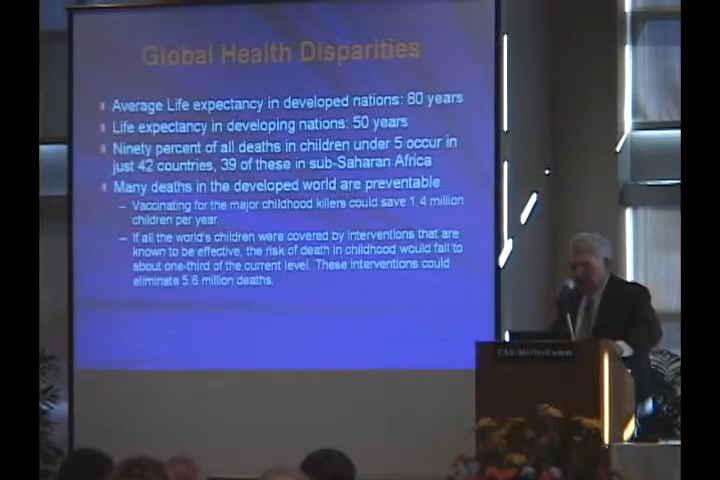 Global Health Disparities
Average Life expectancy in developed nations: 80 years
Life expectancy in developing nations: 50 years
Ninety percent of all deaths in children under 5 occur in
just 42 countries, 39 of these in sub-Saharan Africa
Many deaths in the developed world are preventable
– Vaccinating for the major childhood killers could save 1.4 million
children per year.
– If all the world's children were covered by interventions that are
known to be effective, the risk of death in childhood would fall to
about one-third of the current level. These interventions could
eliminate 5.6 million deaths.
CAS/MillerComm